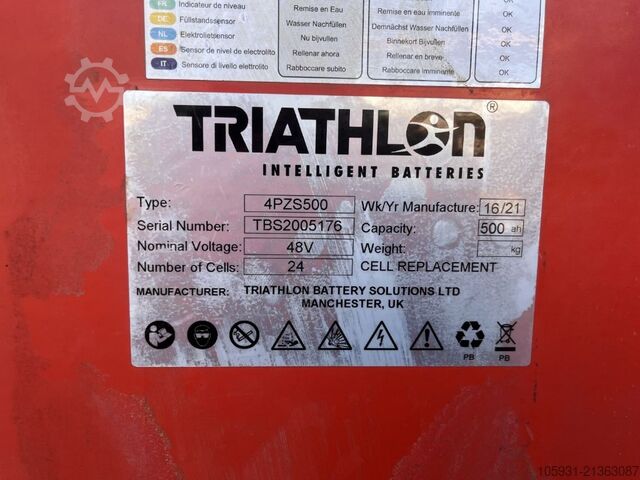 FR Indicateur de niveau Remise en Eau Remise en eau imminente OK
DE Füllstandssensor Wasser Nachfüllen Demnächst Wasser Nachfüllen OK
NL Elektrolietsensor Nu bijvullen Binnekort Bijvullen OK
ES Sensor de nivel de electolito Rellenar ahora Rellenar en breve OK
IT Sensore di livello elettrolito Rabboccare subito Rabboccare imminente OK
TRIATHLON ®
INTELLIGENT BATTERIES
Type: 4PZS500 Wk/Yr Manufacture: 16/21
Serial Number: TBS2005176 Capacity: 500 ah
Nominal Voltage: 48V Weight: kg
Number of Cells: 24 CELL REPLACEMENT
MANUFACTURER: TRIATHLON BATTERY SOLUTIONS LTD
MANCHESTER, UK
PB PB
105931-21363087